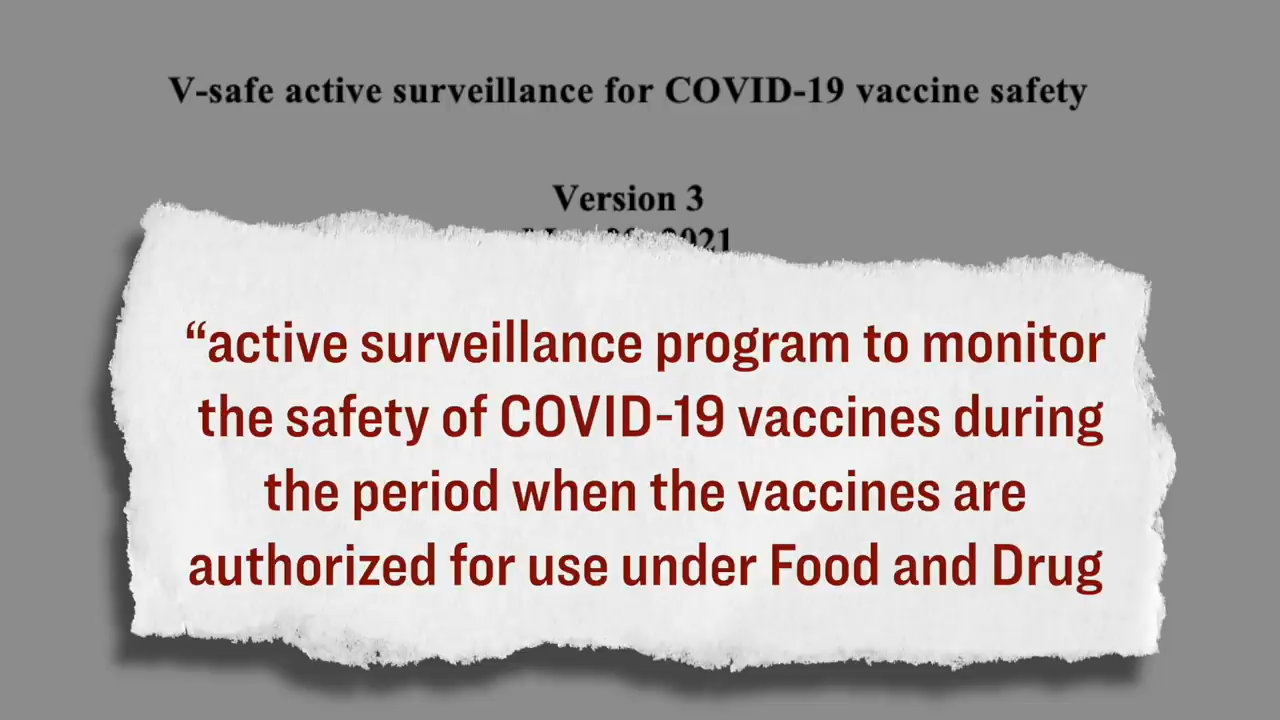 V-safe active surveillance for COVID-19 vaccine safety
Version 3
2021
“active surveillance program to monitor
the safety of COVID-19 vaccines during
the period when the vaccines are
authorized for use under Food and Drug